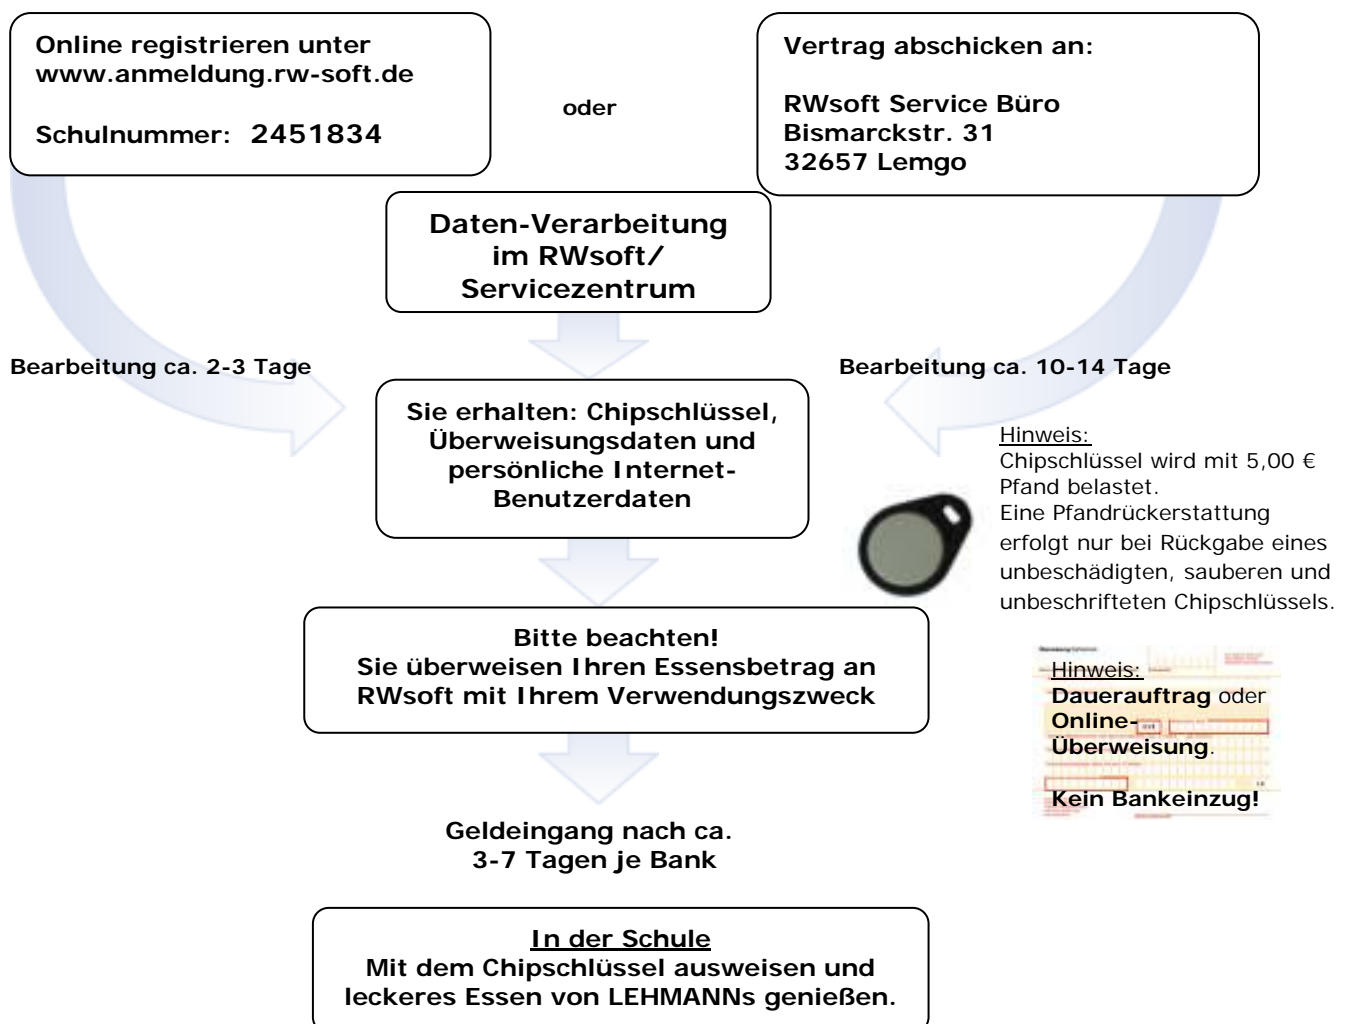 Online registrieren unter
www.anmeldung.rw-soft.de
Schulnummer: 2451834
oder
Vertrag abschicken an:
RWsoft Service Büro
Bismarckstr. 31
32657 Lemgo
Daten-Verarbeitung
im RWsoft/
Servicezentrum
Bearbeitung ca. 2-3 Tage
Bearbeitung ca. 10-14 Tage
Sie erhalten: Chipschlüssel,
Überweisungsdaten und
persönliche Internet-
Benutzerdaten
Hinweis:
Chipschlüssel wird mit 5,00 €
Pfand belastet.
Eine Pfandrückerstattung
erfolgt nur bei Rückgabe eines
unbeschädigten, sauberen und
unbeschrifteten Chipschlüssels.
Bitte beachten!
Sie überweisen Ihren Essensbetrag an
RWsoft mit Ihrem Verwendungszweck
Hinweis:
Dauerauftrag oder
Online-
Überweisung.
Kein Bankeinzug!
Geldeingang nach ca.
3-7 Tagen je Bank
In der Schule
Mit dem Chipschlüssel ausweisen und
leckeres Essen von LEHMANNs genießen.